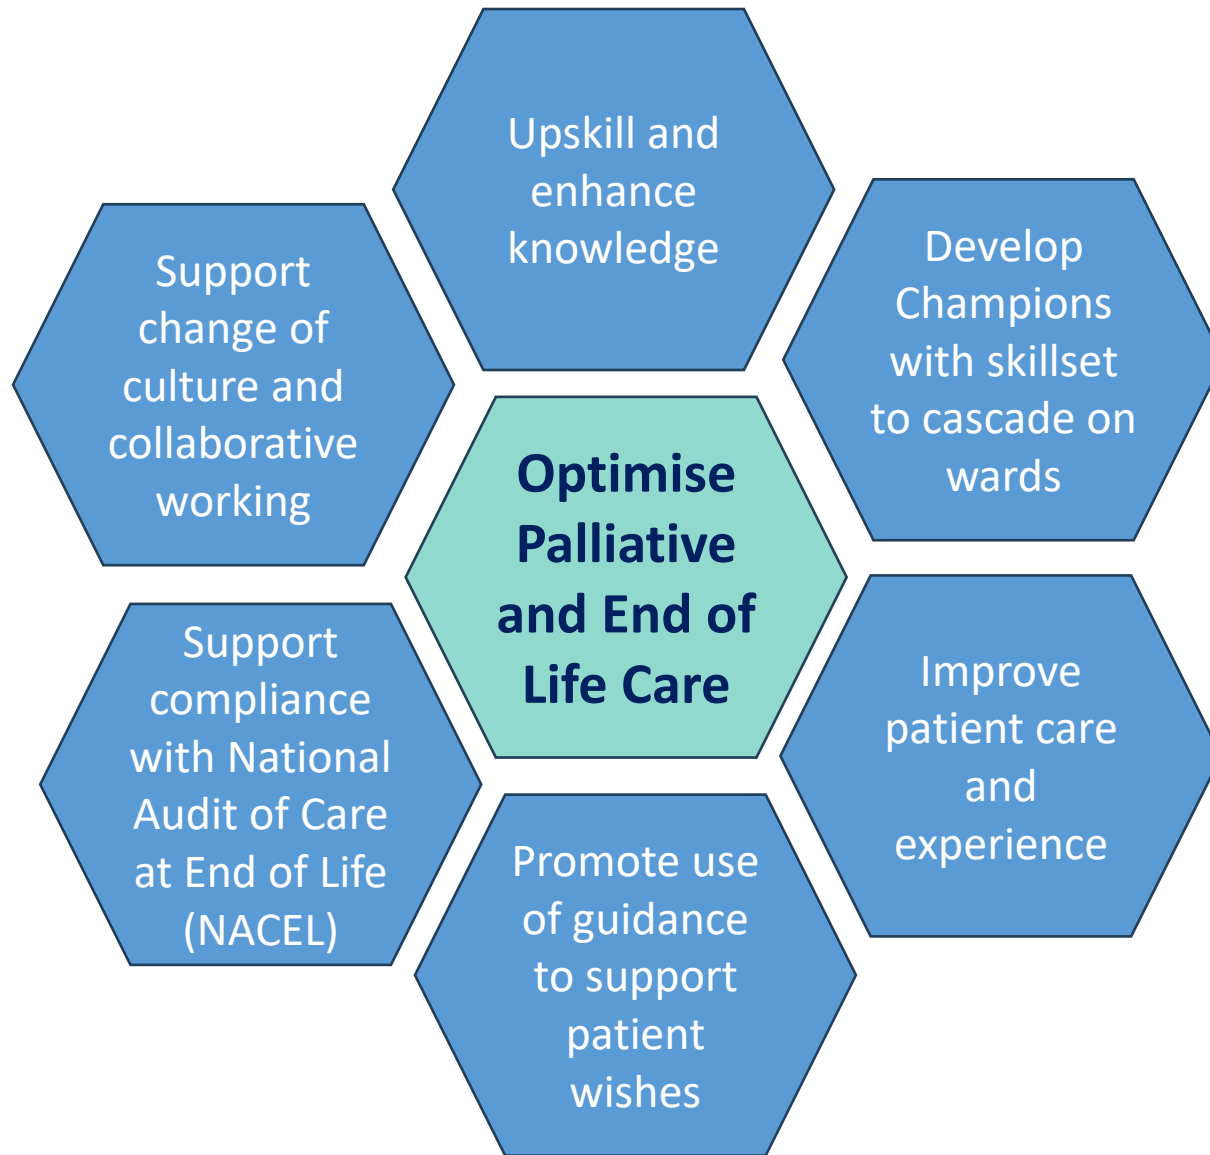 Upskill and
enhance
knowledge
Develop
Champions
with skillset
to cascade on
wards
Improve
patient care
and
experience
Promote use
of guidance
to support
patient
wishes
Support
compliance
with National
Audit of Care
at End of Life
(NACEL)
Support
change of
culture and
collaborative
working
Optimise
Palliative
and End of
Life Care